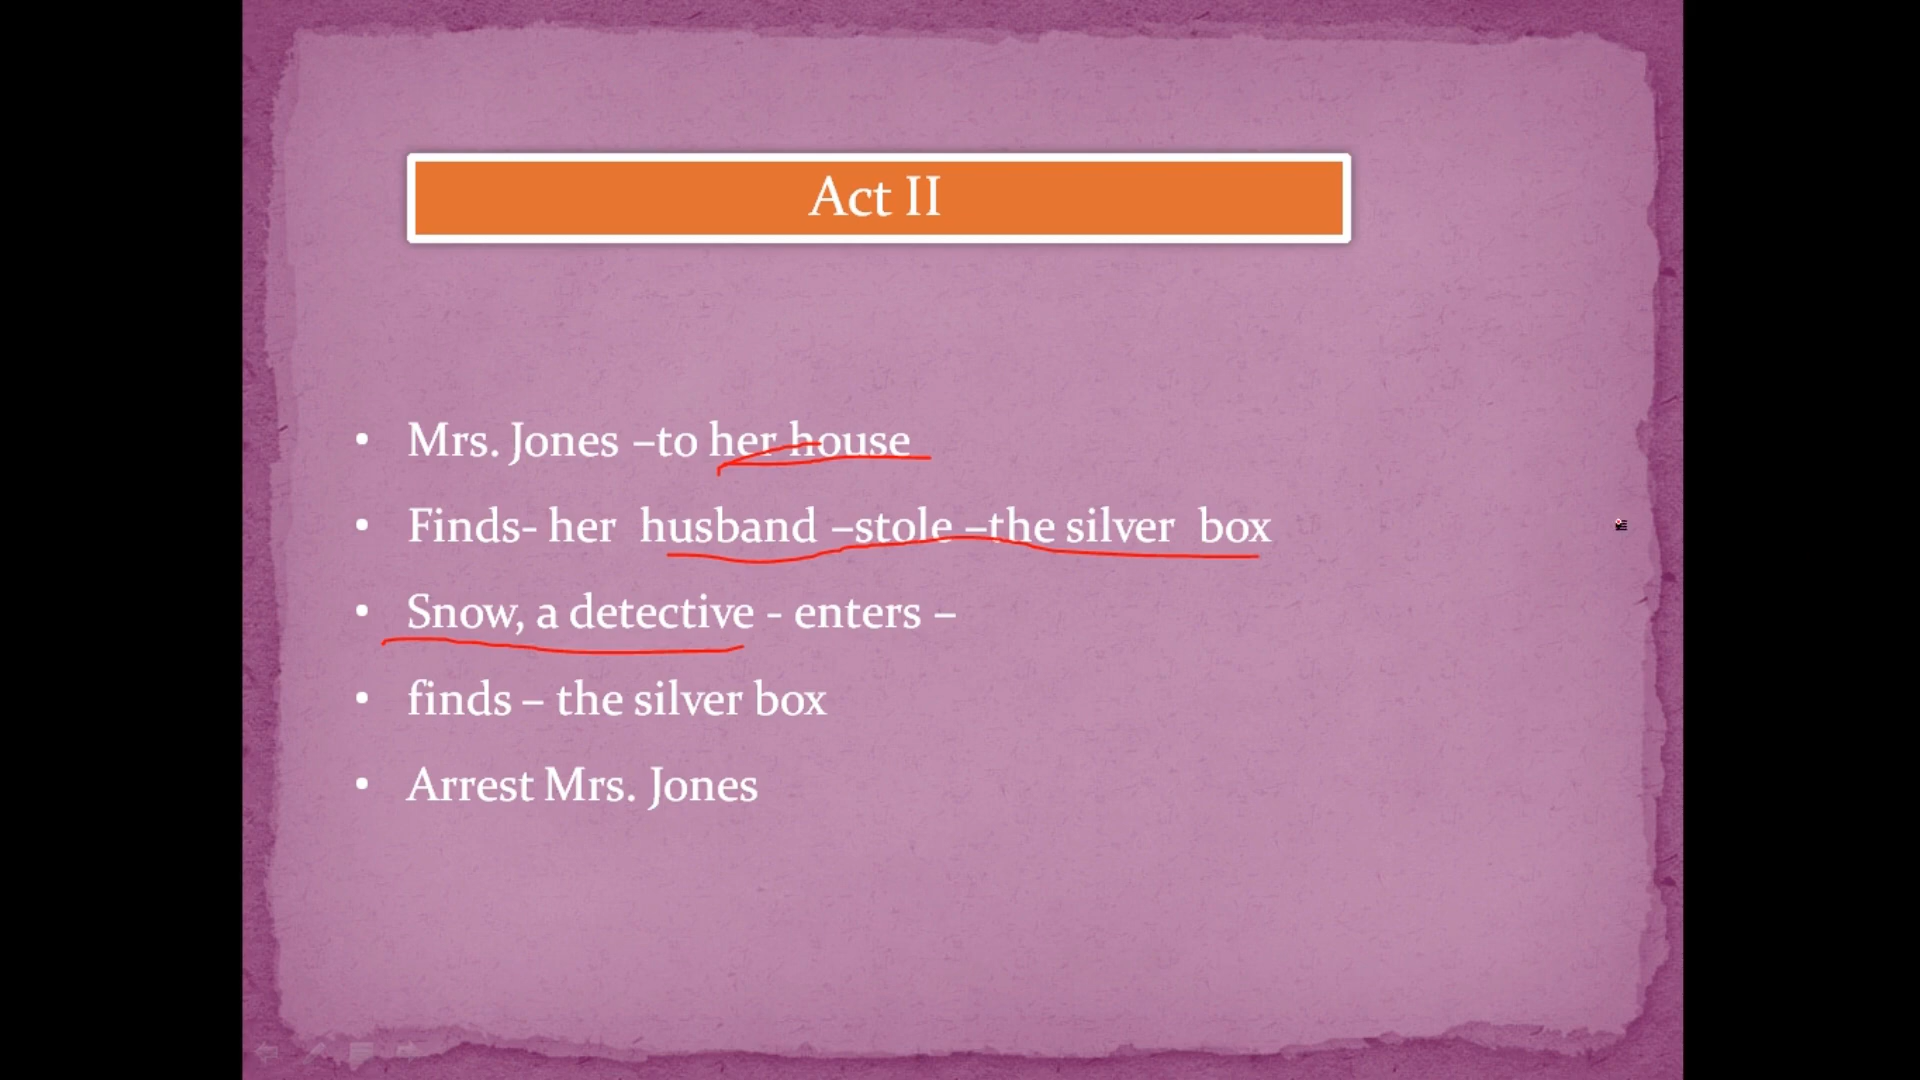 Act II
• Mrs. Jones –to her house
• Finds- her husband –stole –the silver box
• Snow, a detective - enters –
• finds – the silver box
• Arrest Mrs. Jones